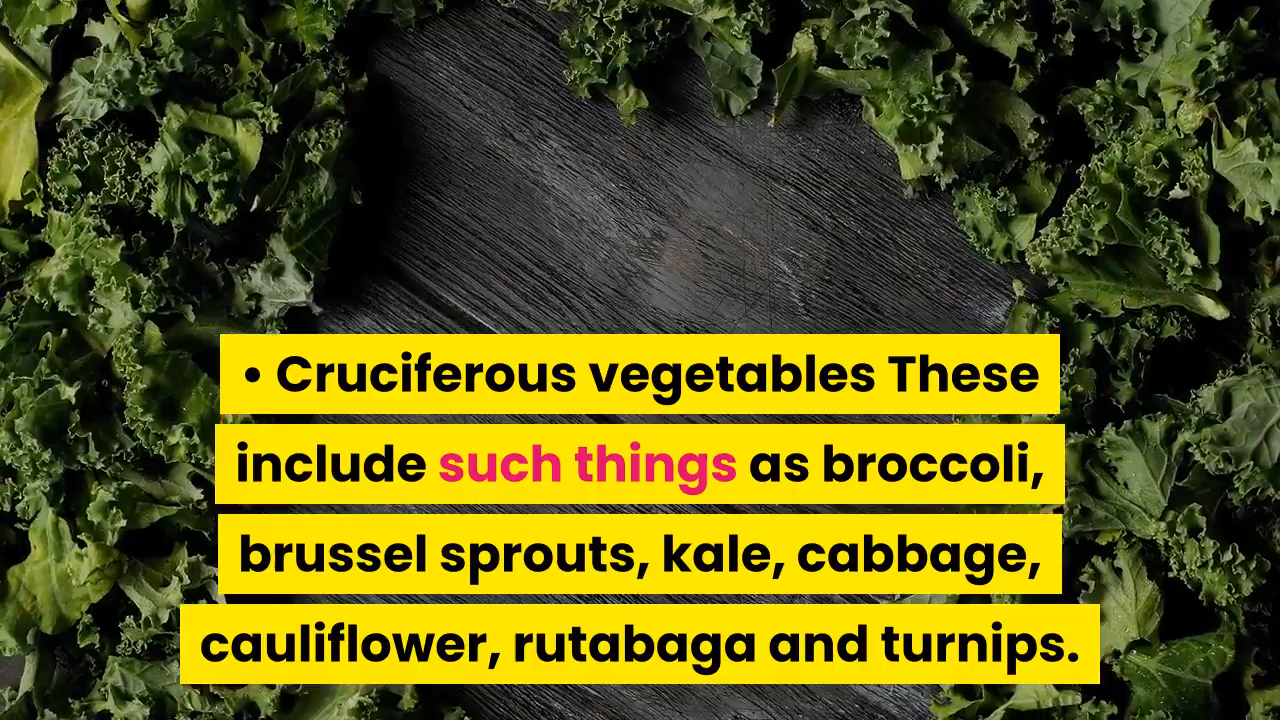 • Cruciferous vegetables These
include such things as broccoli,
brussel sprouts, kale, cabbage,
cauliflower, rutabaga and turnips.